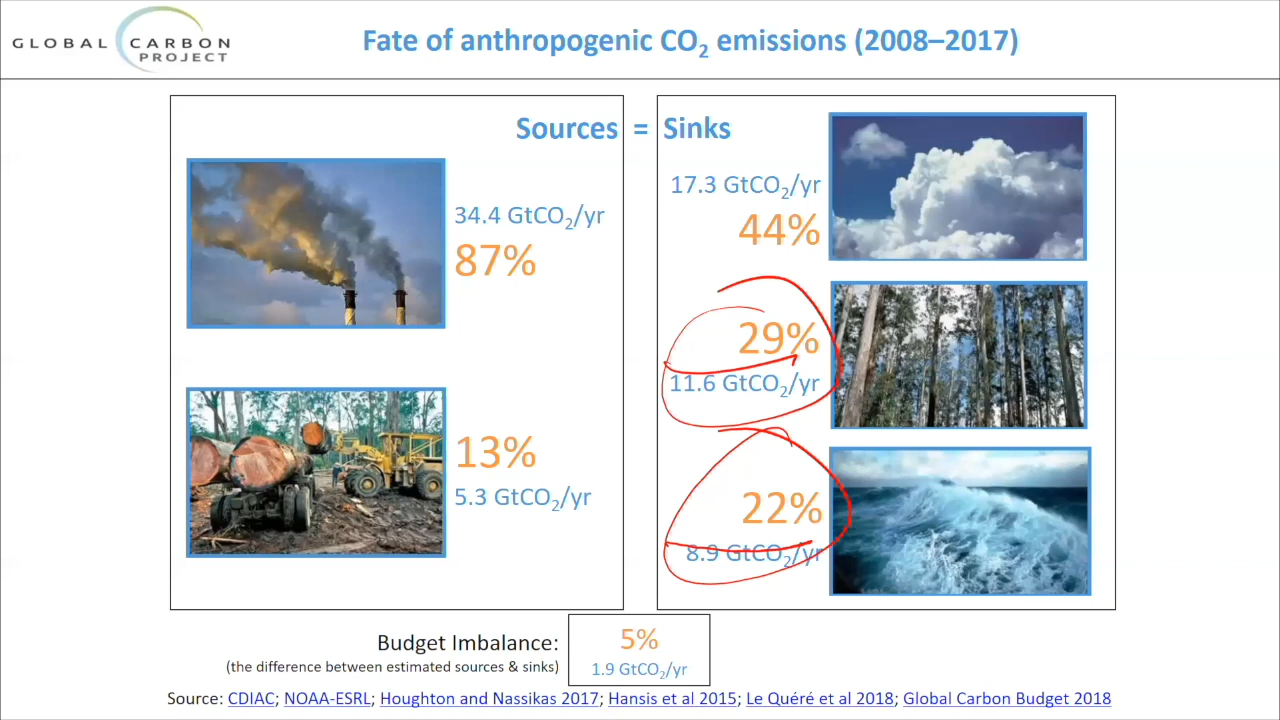 GLOBAL CARBON PROJECT
Fate of anthropogenic CO₂ emissions (2008–2017)
Sources = Sinks
34.4 GtCO₂/yr
87%
13%
5.3 GtCO₂/yr
17.3 GtCO₂/yr
44%
29%
11.6 GtCO₂/yr
22%
8.9 GtCO₂/yr
Budget Imbalance:
(the difference between estimated sources & sinks)
5%
1.9 GtCO₂/yr
Source: CDIAC; NOAA-ESRL; Houghton and Nassikas 2017; Hansis et al 2015; Le Quéré et al 2018; Global Carbon Budget 2018